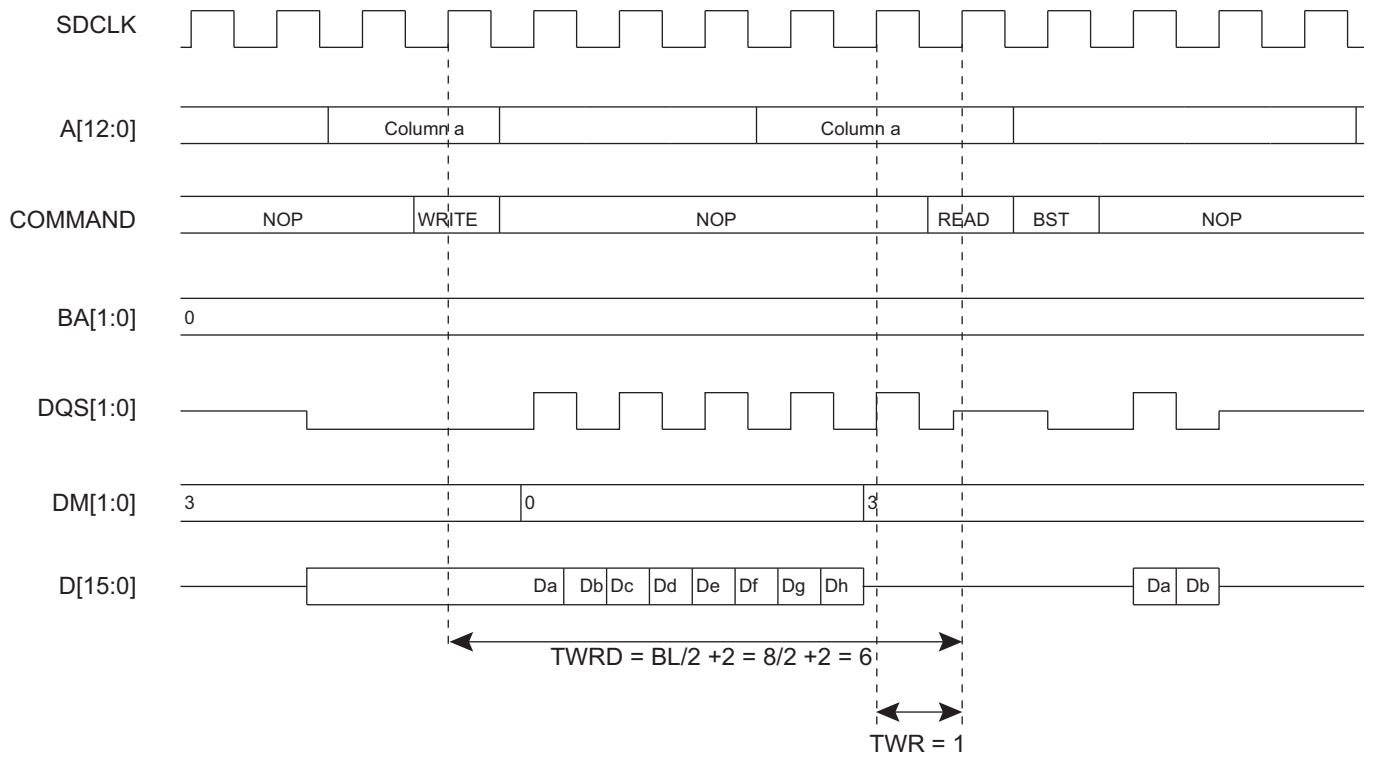 SDCLK
A[12:0] Column a Column a
COMMAND NOP WRITE NOP READ BST NOP
BA[1:0] 0
DQS[1:0]
DM[1:0] 3 0 3
D[15:0] Da Db Dc Dd De Df Dg Dh Da Db
TWRD = BL/2 +2 = 8/2 +2 = 6
TWR = 1